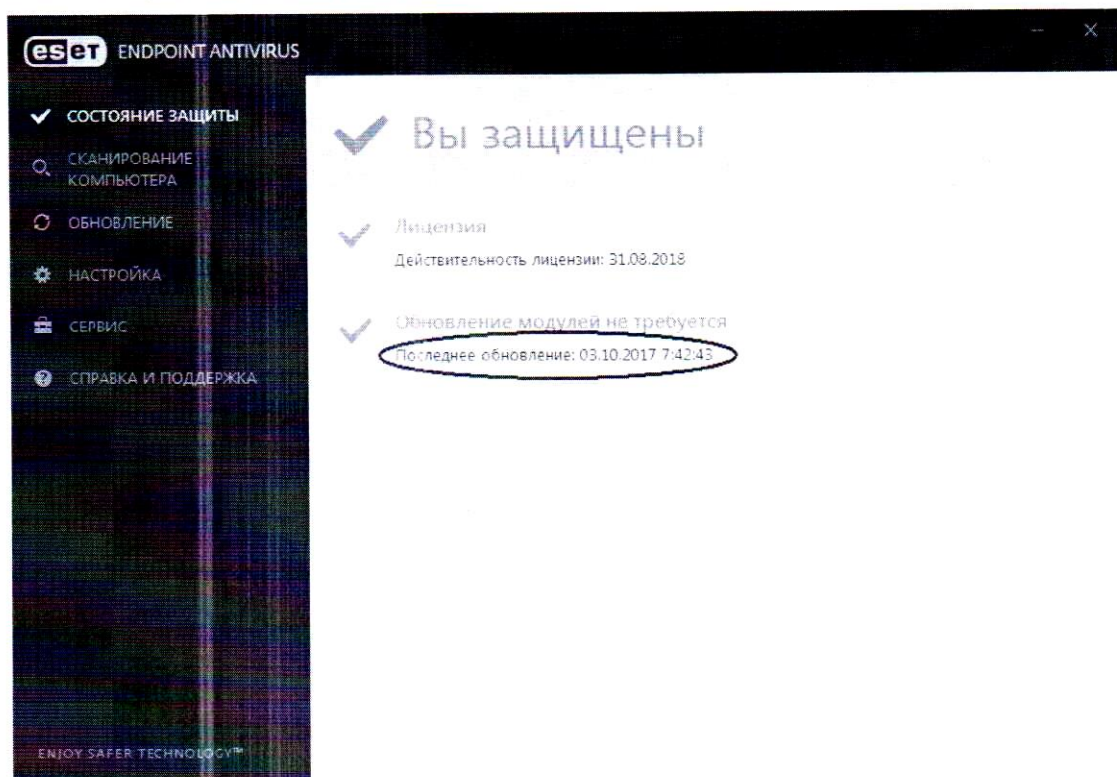 eset ENDPOINT ANTIVIRUS
СОСТОЯНИЕ ЗАЩИТЫ
СКАНИРОВАНИЕ
КОМПЬЮТЕРА
ОБНОВЛЕНИЕ
НАСТРОЙКА
СЕРВИС
СПРАВКА И ПОДДЕРЖКА
ENJOY SAFER TECHNOLOGY™
Вы защищены
Лицензия
Действительность лицензии: 31.08.2018
Обновление модулей не требуется
Последнее обновление: 03.10.2017 7:42:43